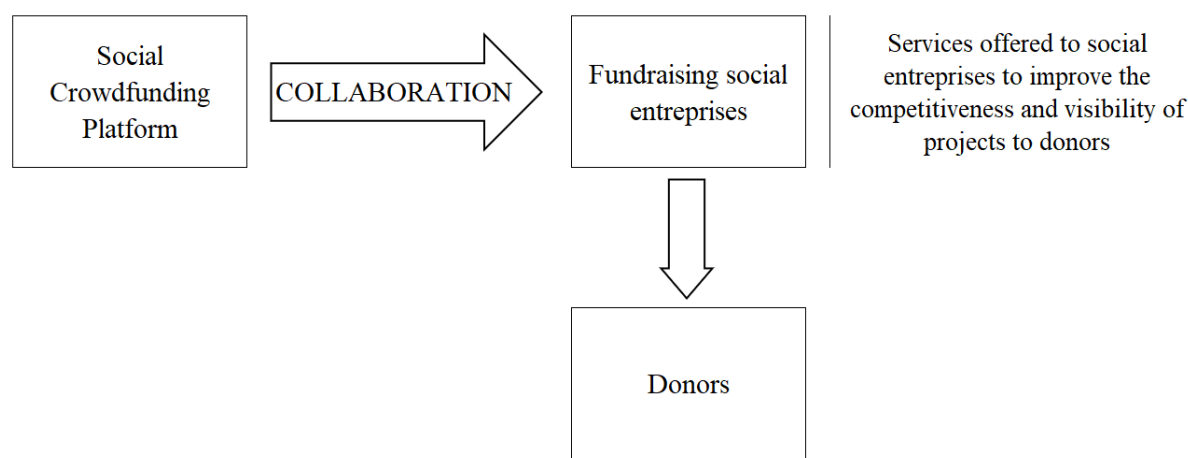 Social
Crowdfunding
Platform
COLLABORATION
Fundraising social
entreprises
Services offered to social
entreprises to improve the
competitiveness and visibility of
projects to donors
Donors